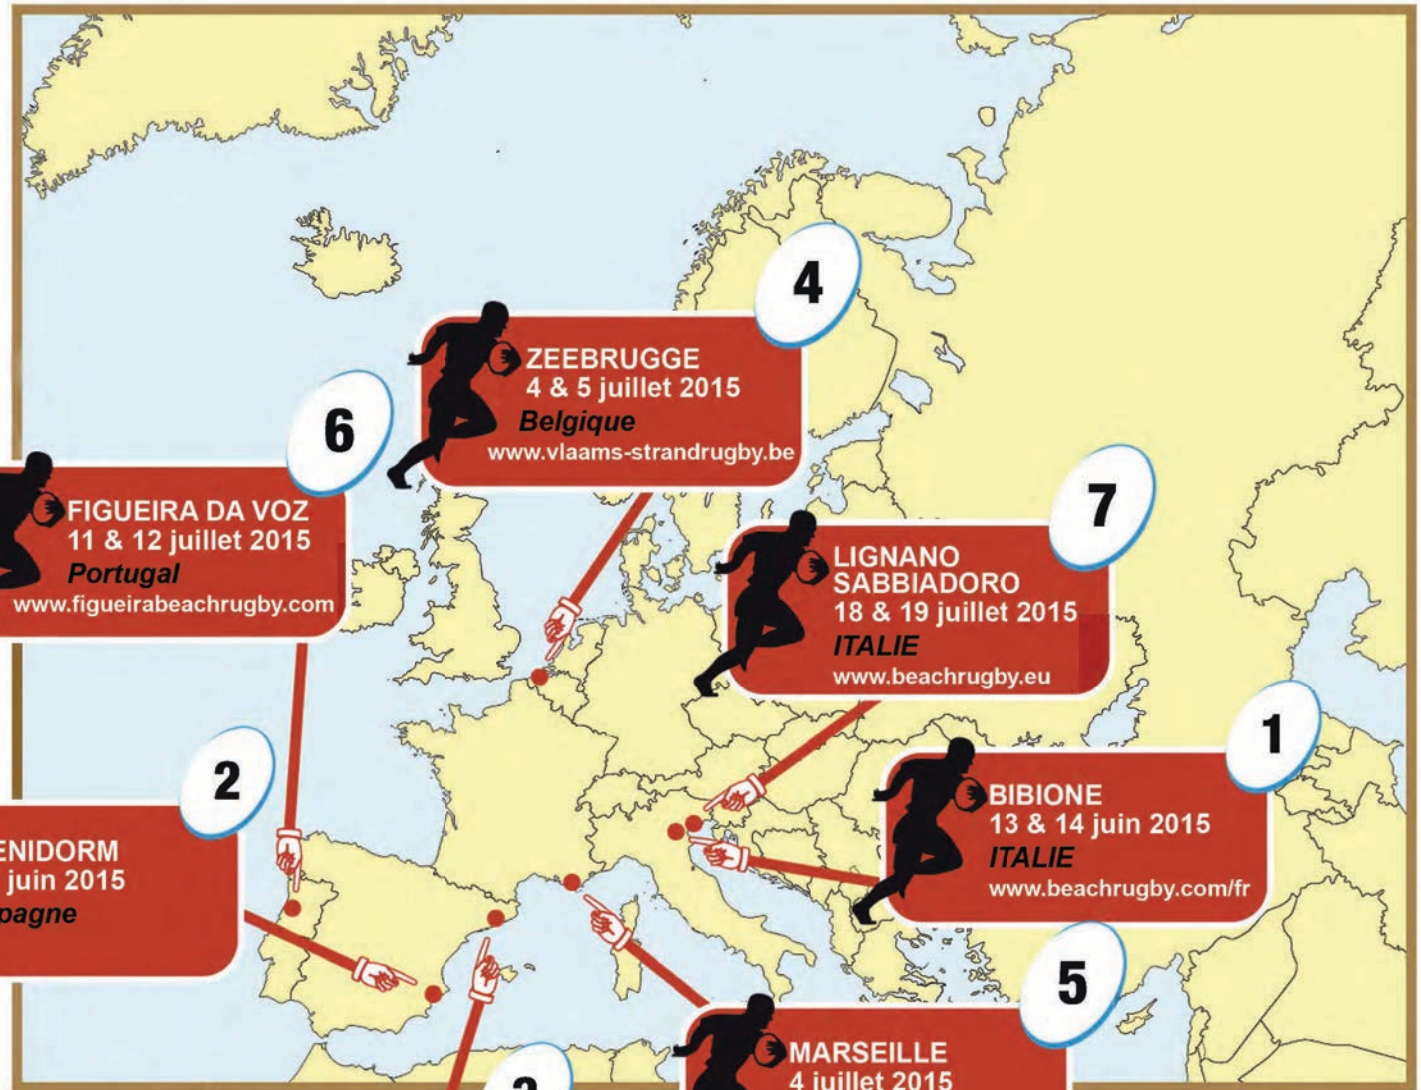 4
ZEEBRUGGE
4 & 5 juillet 2015
Belgique
www.vlaams-strandrugby.be
6
FIGUEIRA DA VOZ
11 & 12 juillet 2015
Portugal
www.figueirabeachrugby.com
7
LIGNANO
SABBIADORO
18 & 19 juillet 2015
ITALIE
www.beachrugby.eu
2
ENIDORM
juin 2015
pagne
1
BIBIONE
13 & 14 juin 2015
ITALIE
www.beachrugby.com/fr
5
MARSEILLE
4 juillet 2015